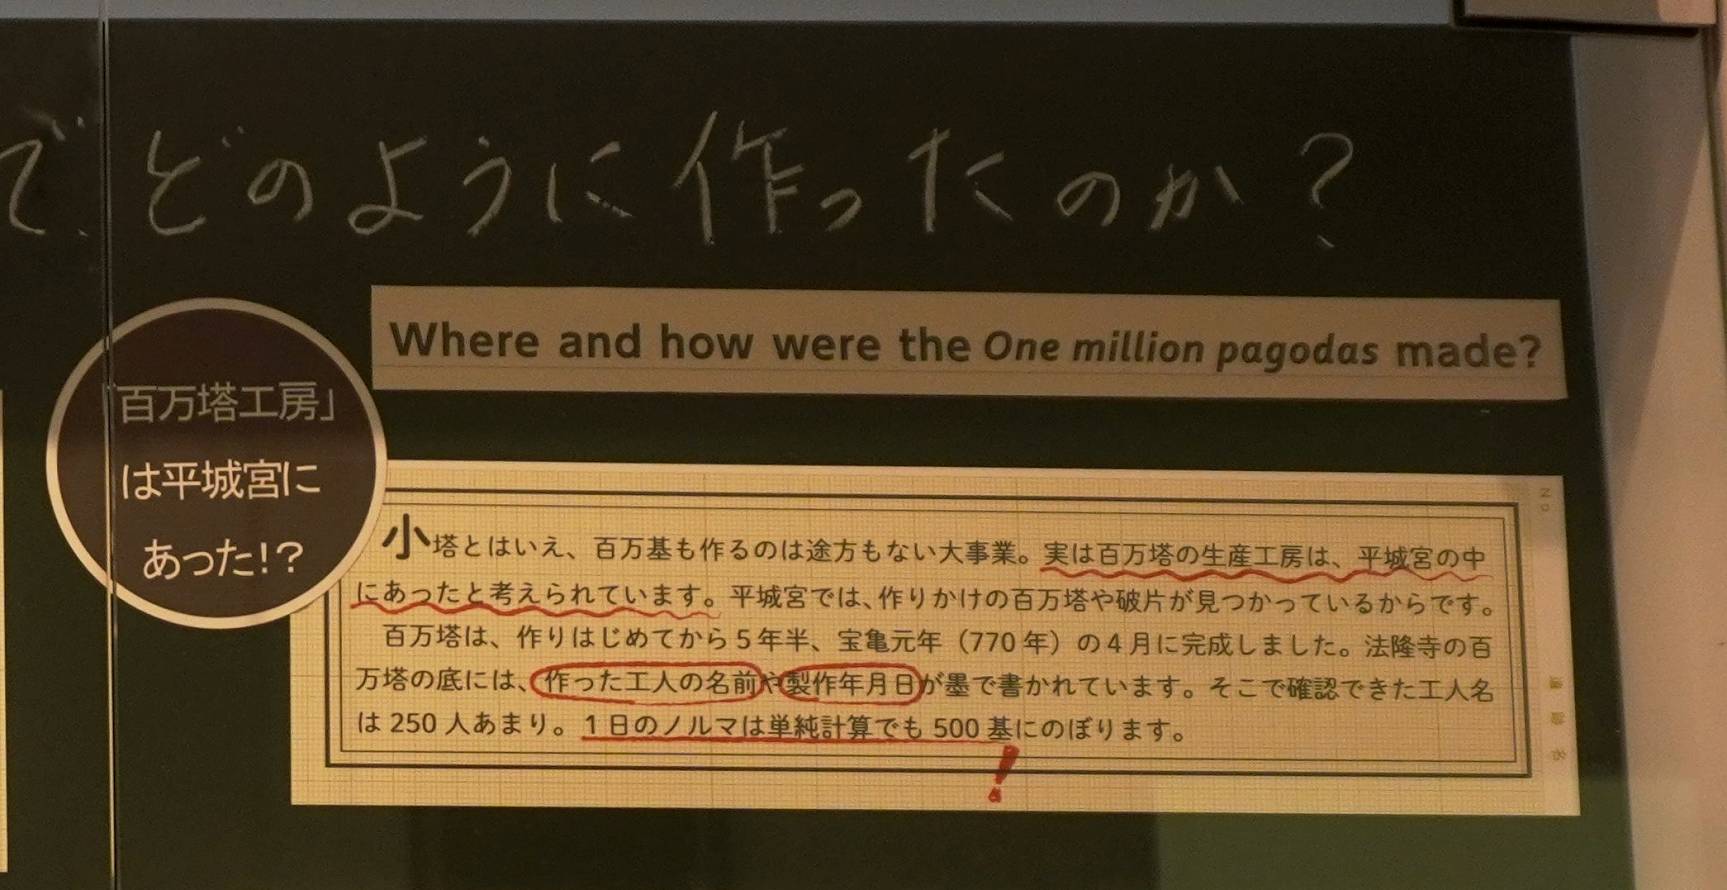 で、どのように作ったのか?
Where and how were the One million pagodas made?
「百万塔工房」
は平城宮に
あった!?
小塔とはいえ、百万基も作るのは途方もない大事業。実は百万塔の生産工房は、平城宮の中
にあったと考えられています。平城宮では、作りかけの百万塔や破片が見つかっているからです。
百万塔は、作りはじめてから5年半、宝亀元年（770年）の4月に完成しました。法隆寺の百
万塔の底には、作った工人の名前や製作年月日が墨で書かれています。そこで確認できた工人名
は250人あまり。1日のノルマは単純計算でも500基にのぼります。
!
No.